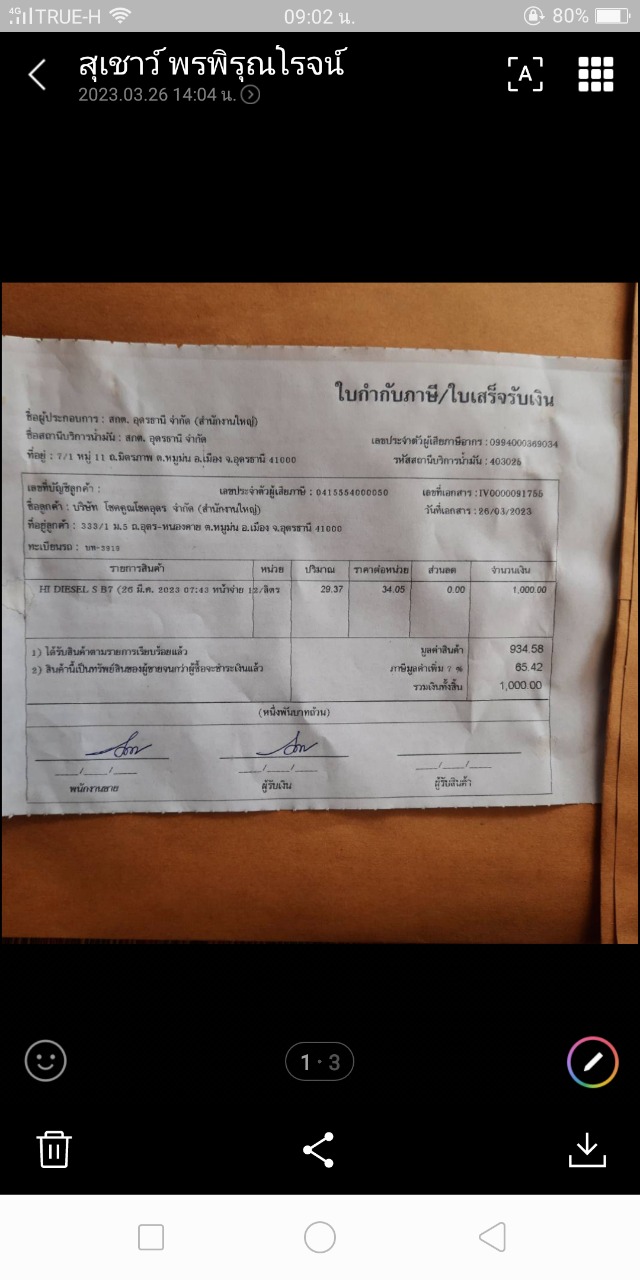 4G TRUE-H 09:02 น. 80%
สุเชาว์ พรพิรุณโรจน์
2023.03.26 14:04 น.
A
ใบกำกับภาษี/ใบเสร็จรับเงิน
ชื่อผู้ประกอบการ : สกต. อุดรธานี จำกัด (สำนักงานใหญ่)
ชื่อสถานีบริการน้ำมัน : สกต. อุดรธานี จำกัด เลขประจำตัวผู้เสียภาษีอากร : 0994000369034
ที่อยู่ : 7/1 หมู่ 11 ถ.มิตรภาพ ต.หมูม่น อ.เมือง จ.อุดรธานี 41000 รหัสสถานีบริการน้ำมัน : 403025
เลขที่บัญชีลูกค้า : เลขประจำตัวผู้เสียภาษี : 0415554000050 เลขที่เอกสาร : IV0000091755
ชื่อลูกค้า : บริษัท โชคคูณโชคอุดร จำกัด (สำนักงานใหญ่) วันที่เอกสาร : 26/03/2023
ที่อยู่ลูกค้า : 333/1 ม.5 ถ.อุดร-หนองคาย ต.หมูม่น อ.เมือง จ.อุดรธานี 41000
ทะเบียนรถ : บท-5919
รายการสินค้า หน่วย ปริมาณ ราคาต่อหน่วย ส่วนลด จำนวนเงิน
HI DIESEL S B7 (26 มี.ค. 2023 07:43 หน้าจ่าย 12/ลิตร 29.37 34.05 0.00 1,000.00
1) ได้รับสินค้าตามรายการเรียบร้อยแล้ว มูลค่าสินค้า 934.58
2) สินค้านี้เป็นทรัพย์สินของผู้ขายจนกว่าผู้ซื้อจะชำระเงินแล้ว ภาษีมูลค่าเพิ่ม 7 % 65.42
รวมเงินทั้งสิ้น 1,000.00
(หนึ่งพันบาทถ้วน)
__/__/__ __/__/__ __/__/__
พนักงานขาย ผู้รับเงิน ผู้รับสินค้า
1 · 3